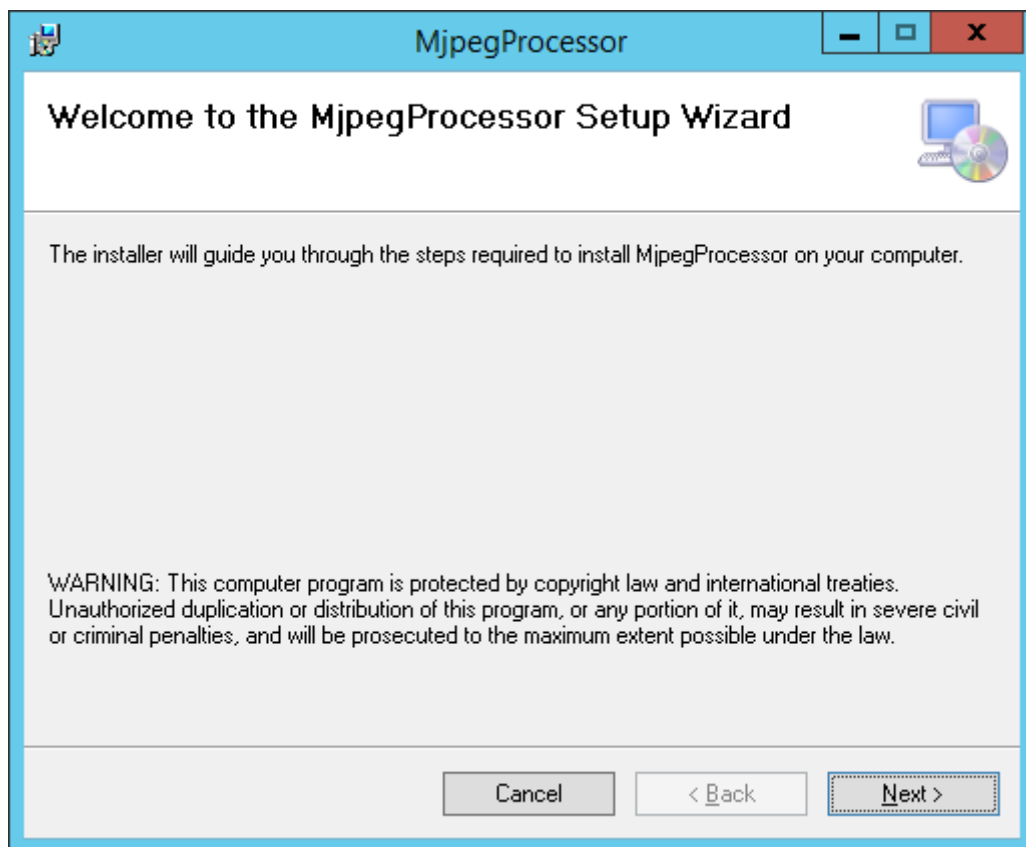 MjpegProcessor
Welcome to the MjpegProcessor Setup Wizard
The installer will guide you through the steps required to install MjpegProcessor on your computer.
WARNING: This computer program is protected by copyright law and international treaties.
Unauthorized duplication or distribution of this program, or any portion of it, may result in severe civil
or criminal penalties, and will be prosecuted to the maximum extent possible under the law.
Cancel
< Back
Next >